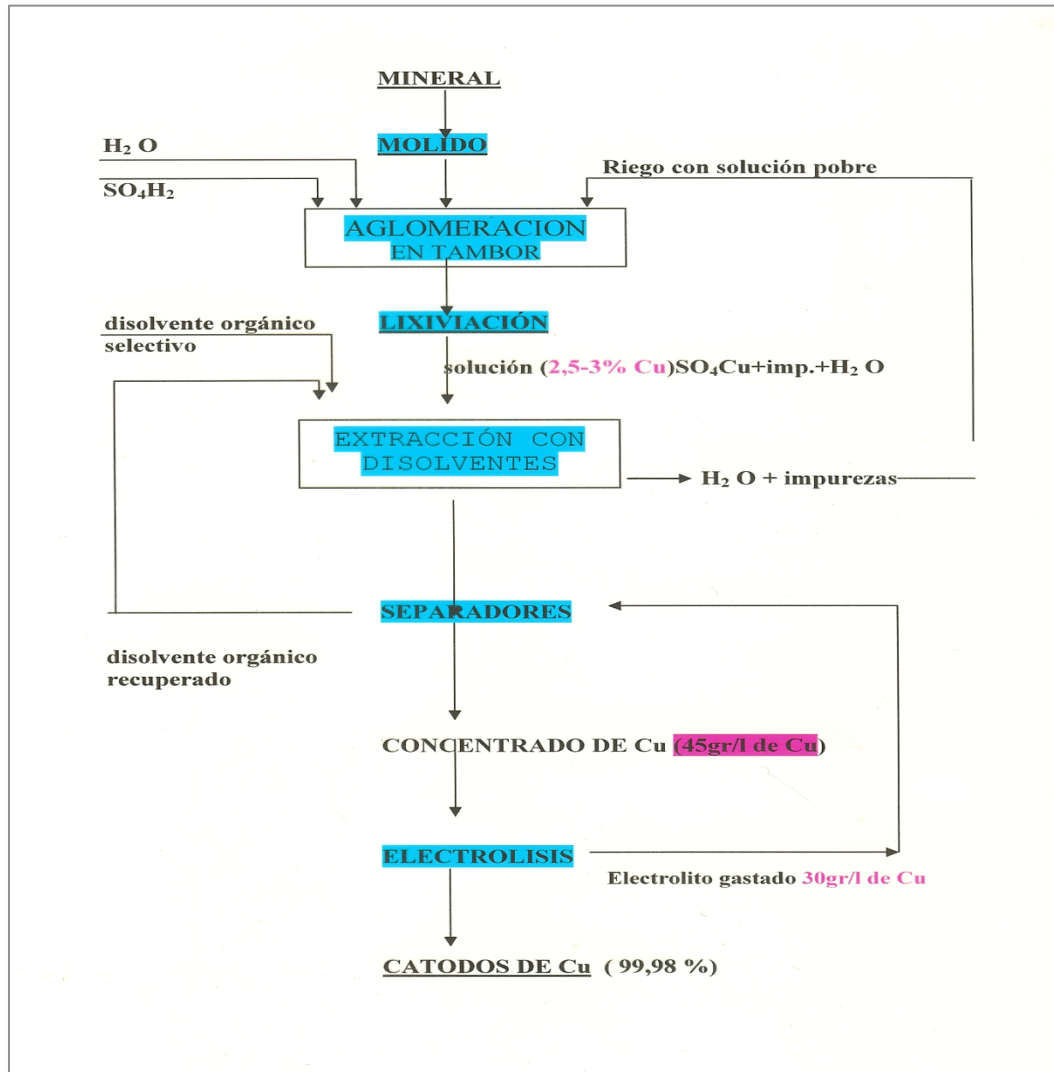 MINERAL
MOLIDO
H₂ O
SO₄H₂
Riego con solución pobre
AGLOMERACION
EN TAMBOR
LIXIVIACIÓN
disolvente orgánico
selectivo
solución (2,5-3% Cu)SO₄Cu+imp.+H₂ O
EXTRACCIÓN CON
DISOLVENTES
H₂ O + impurezas
SEPARADORES
disolvente orgánico
recuperado
CONCENTRADO DE Cu (45gr/l de Cu)
ELECTROLISIS
Electrolito gastado 30gr/l de Cu
CATODOS DE Cu ( 99,98 %)